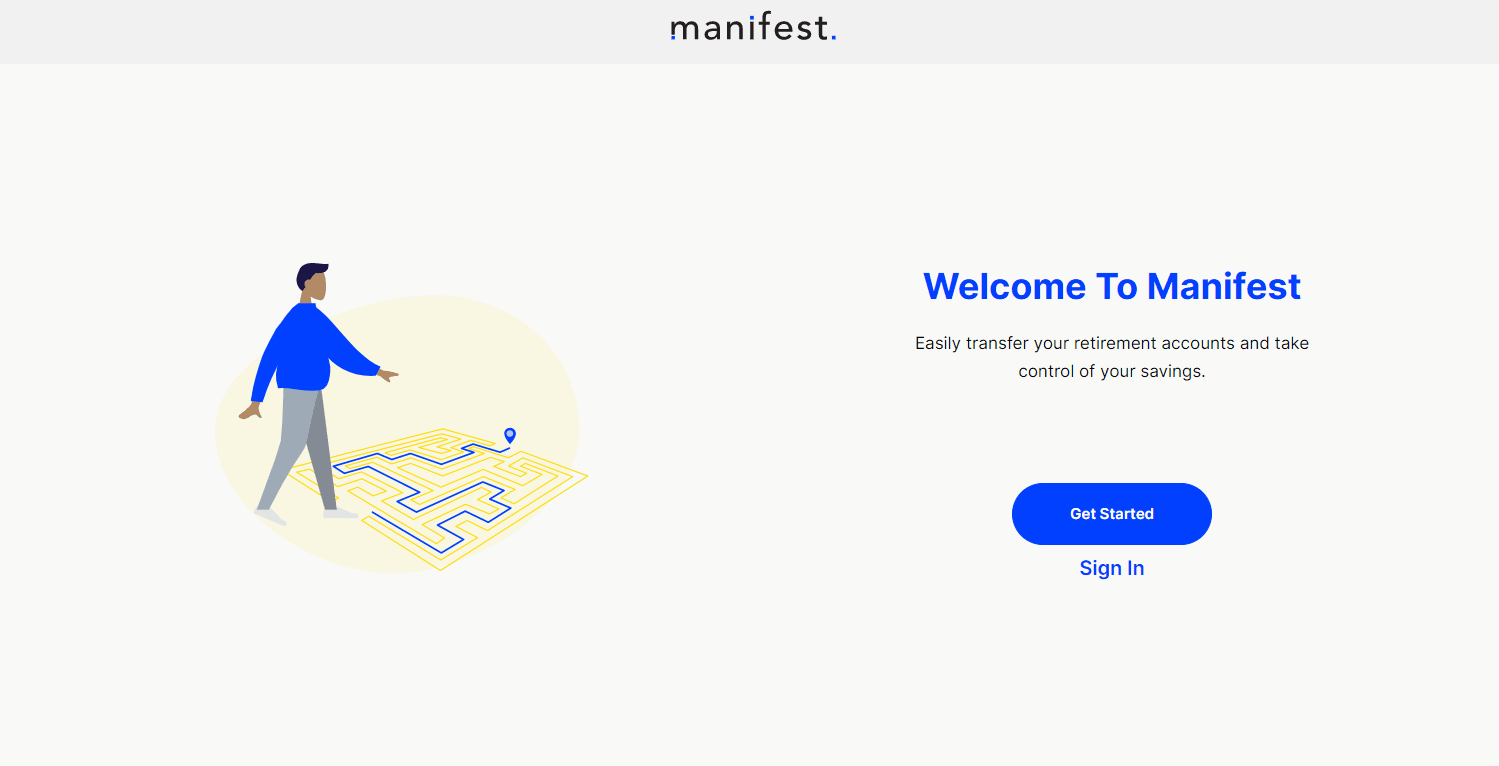 manifest.
Welcome To Manifest
Easily transfer your retirement accounts and take
control of your savings.
Get Started
Sign In